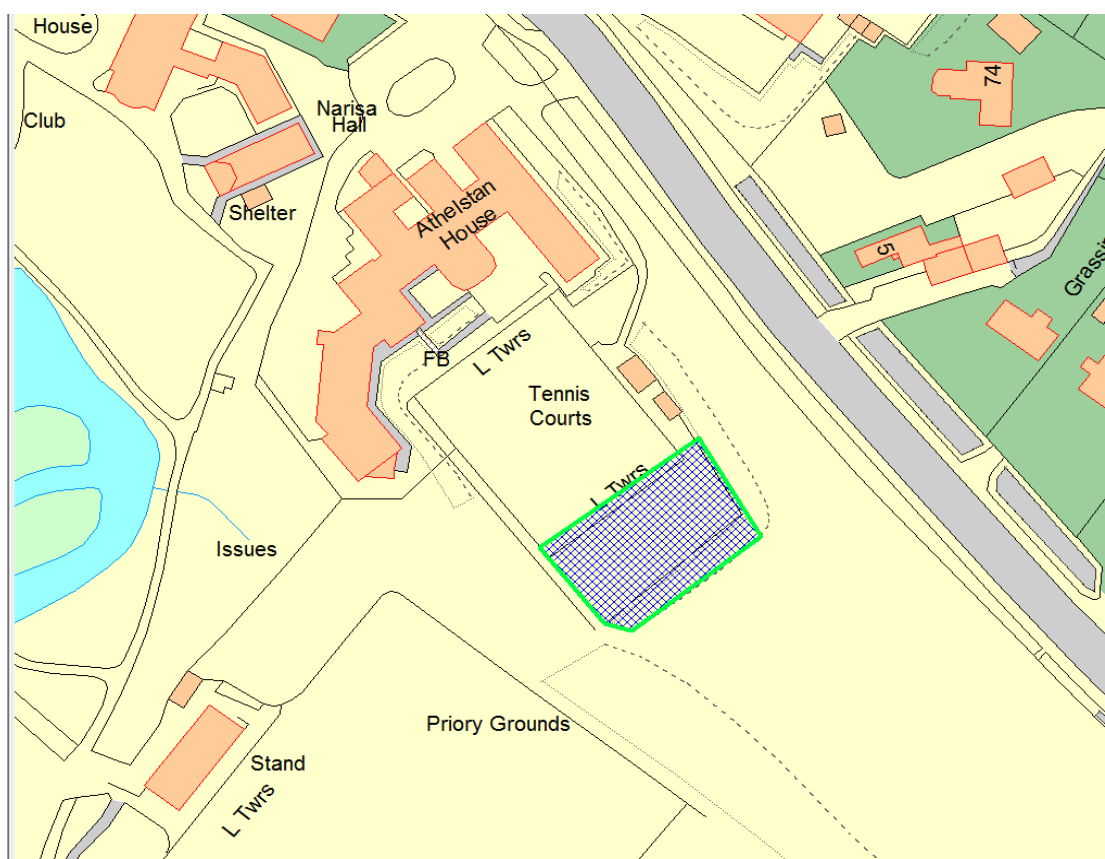 House
Club
Narisa
Hall
Shelter
Athelstan
House
74
5
FB
L Twrs
Tennis
Courts
L Twrs
Issues
Priory Grounds
Stand
L Twrs